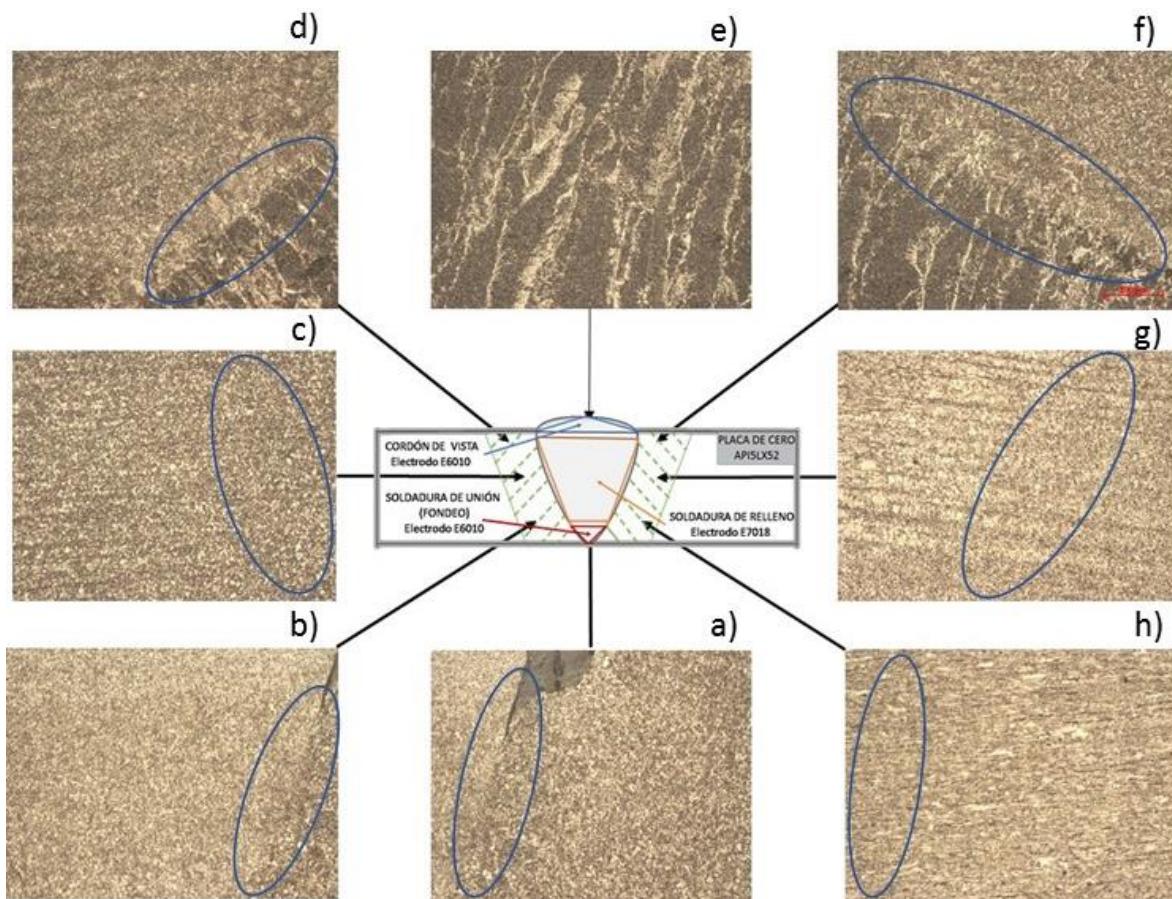 d)
e)
f)
c)
g)
CORDÓN DE VISTA
Electrodo E6010
PLACA DE CERO
API5LX52
SOLDADURA DE UNIÓN
(FONDEO)
Electrodo E6010
SOLDADURA DE RELLENO
Electrodo E7018
b)
a)
h)